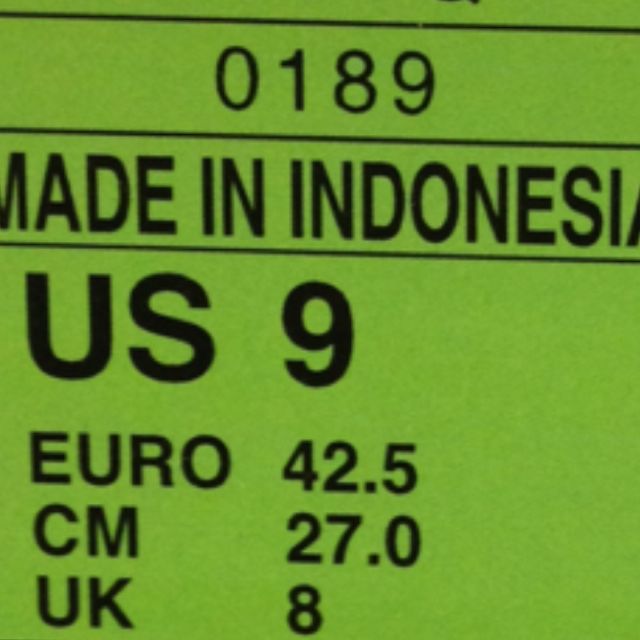 0189
MADE IN INDONESIA
US 9
EURO 42.5
CM 27.0
UK 8